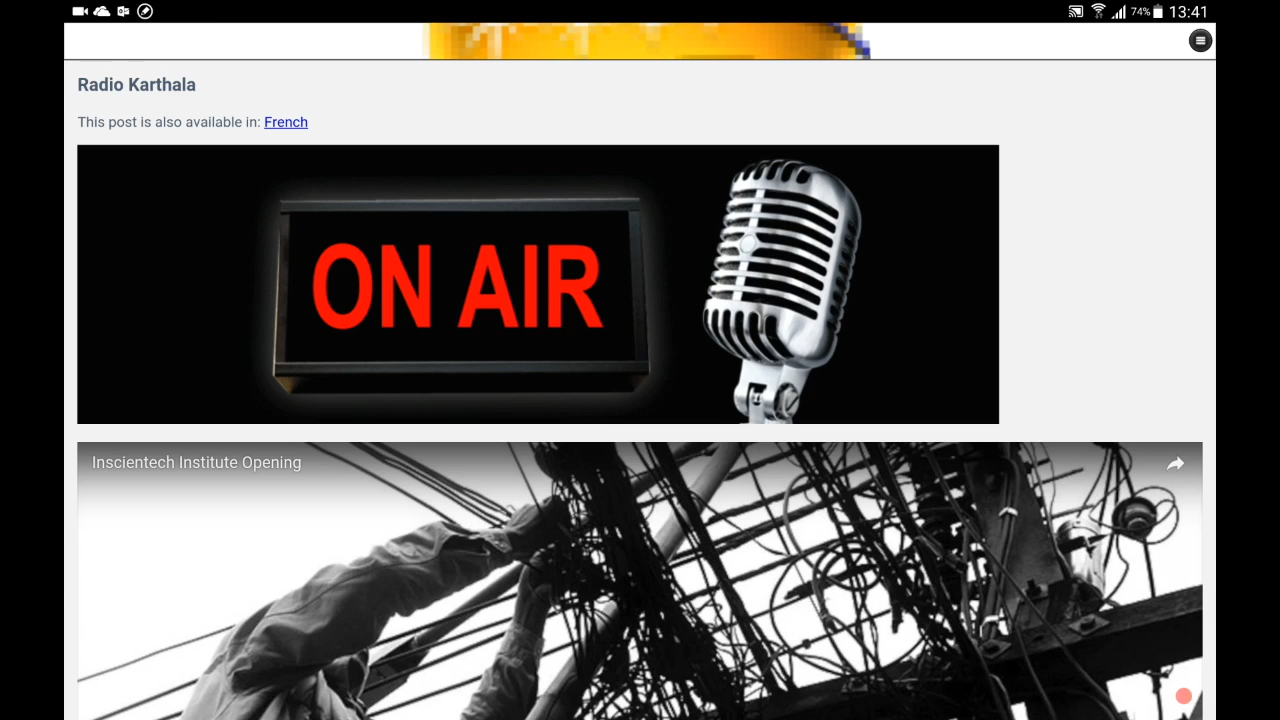 74% 13:41
Radio Karthala
This post is also available in: French
ON AIR
Inscientech Institute Opening